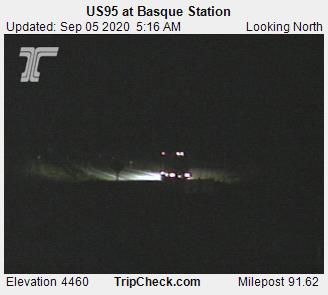 US95 at Basque Station
Updated: Sep 05 2020 5:16 AM Looking North
Elevation 4460 TripCheck.com Milepost 91.62